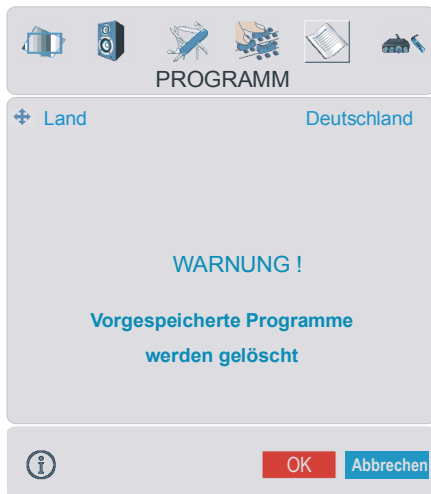 PROGRAMM
Land Deutschland
WARNUNG !
Vorgespeicherte Programme
werden gelöscht
OK Abbrechen